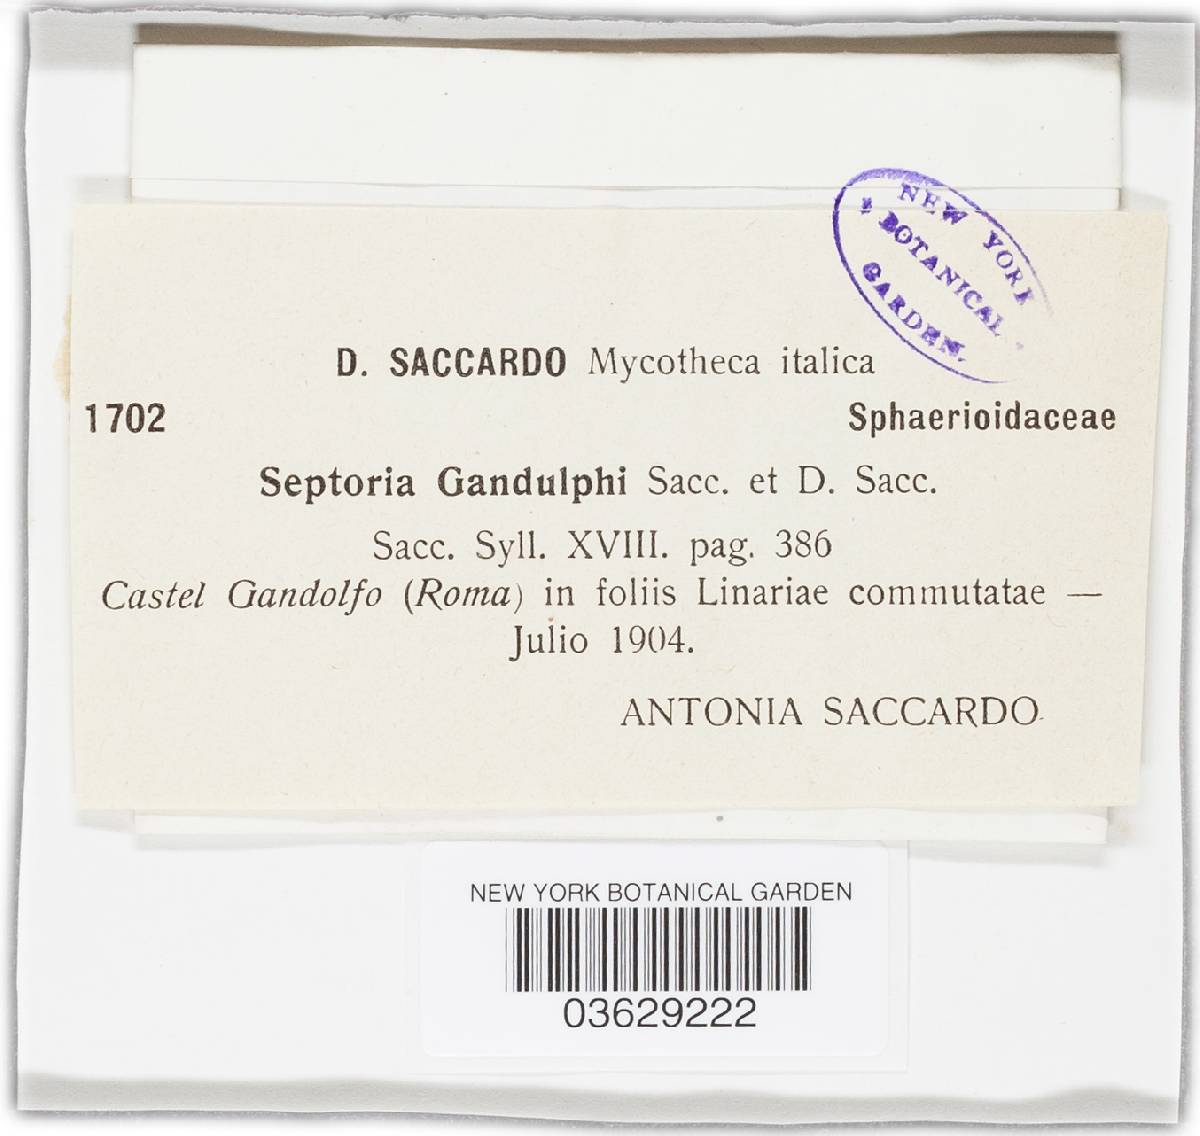 NEW YORK
BOTANICAL
GARDEN.
D. SACCARDO Mycotheca italica
1702 Sphaerioidaceae
Septoria Gandulphi Sacc. et D. Sacc.
Sacc. Syll. XVIII. pag. 386
Castel Gandolfo (Roma) in foliis Linariae commutatae —
Julio 1904.
ANTONIA SACCARDO.
NEW YORK BOTANICAL GARDEN
03629222